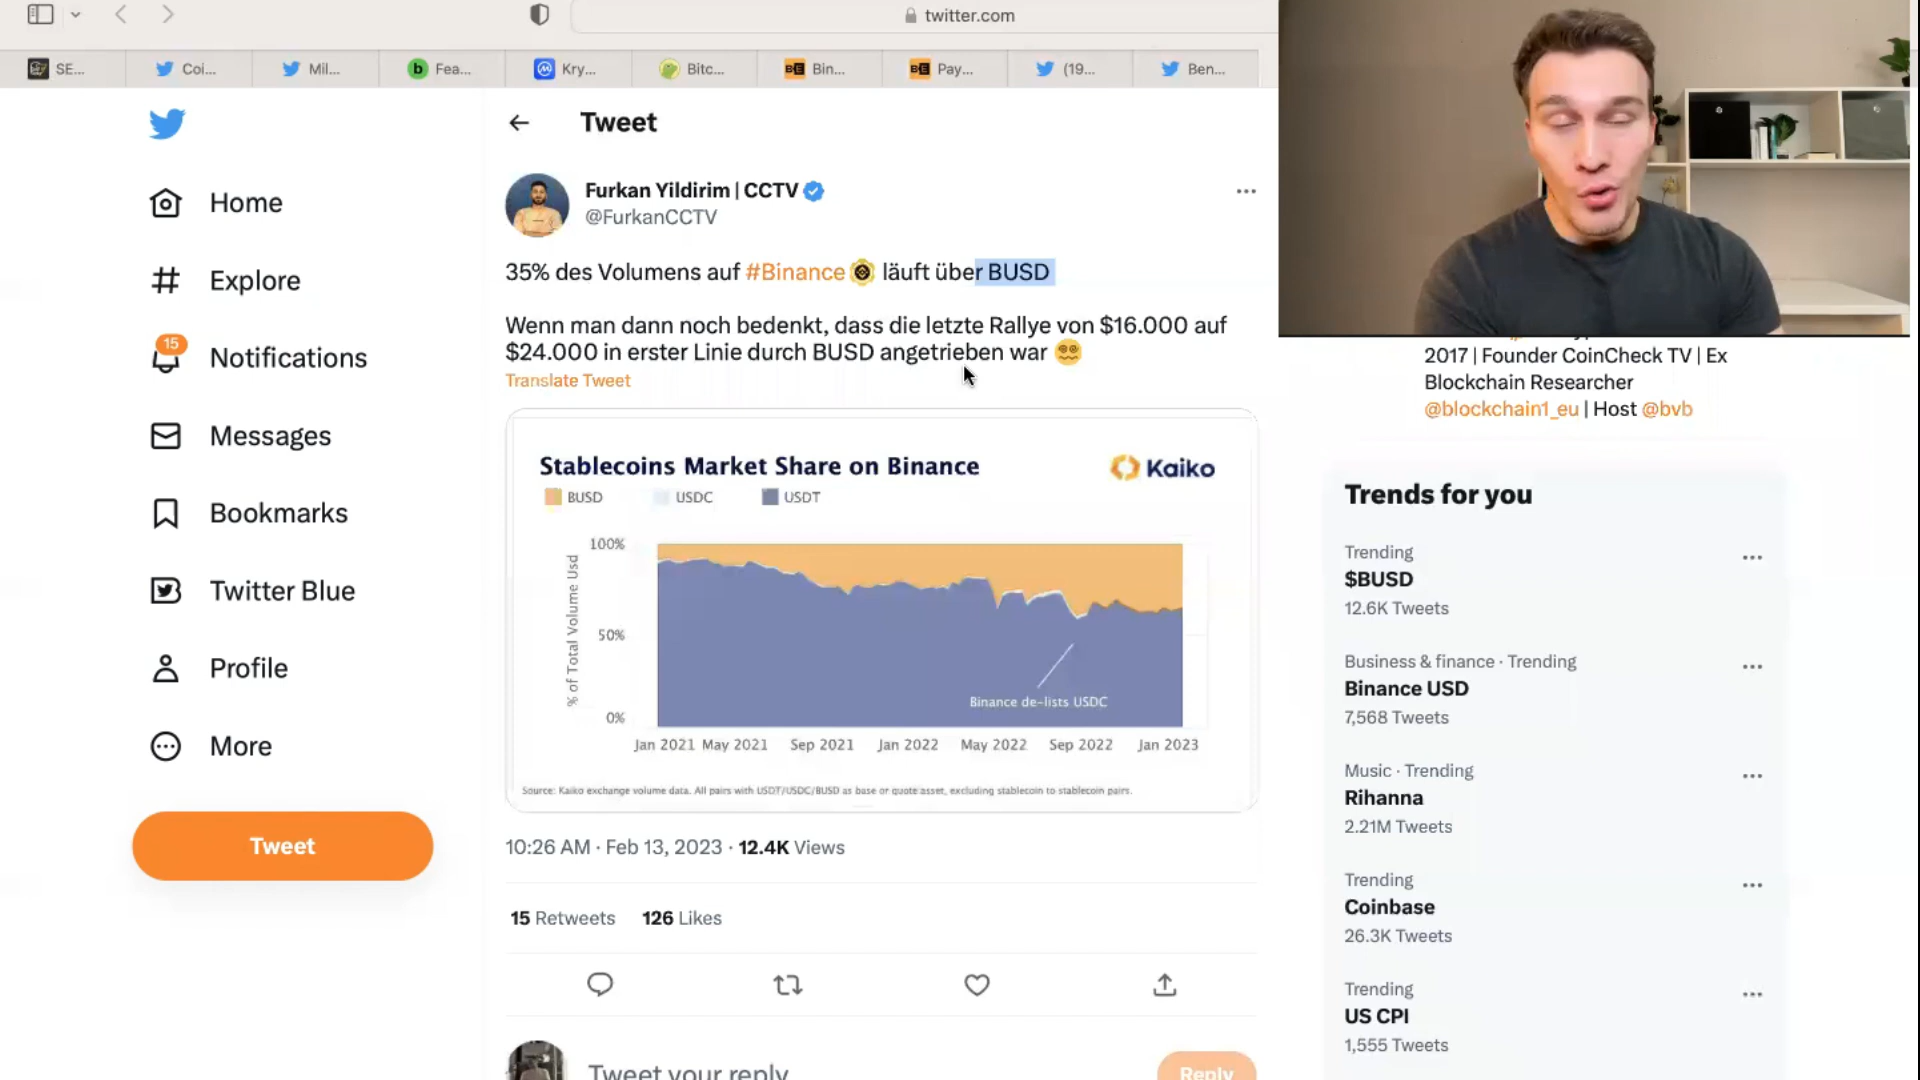 twitter.com
SE...
Coi...
Mil...
Fea...
Kry...
Bitc...
Bin...
Pay...
(19...
Ben...
Tweet
Home
Explore
15
Notifications
Messages
Bookmarks
Twitter Blue
Profile
More
Tweet
Furkan Yildirim | CCTV
@FurkanCCTV
35% des Volumens auf #Binance läuft über BUSD
Wenn man dann noch bedenkt, dass die letzte Rallye von $16.000 auf
$24.000 in erster Linie durch BUSD angetrieben war
Translate Tweet
Stablecoins Market Share on Binance
Kaiko
BUSD USDC USDT
% of Total Volume Usd
100%
50%
0%
Binance de-lists USDC
Jan 2021 May 2021 Sep 2021 Jan 2022 May 2022 Sep 2022 Jan 2023
Source: Kaiko exchange volume data. All pairs with USDT/USDC/BUSD as base or quote asset, excluding stablecoin to stablecoin pairs.
10:26 AM · Feb 13, 2023 · 12.4K Views
15 Retweets 126 Likes
Tweet your reply
Reply
2017 | Founder CoinCheck TV | Ex
Blockchain Researcher
@blockchain1_eu | Host @bvb
Trends for you
Trending
$BUSD
12.6K Tweets
Business & finance · Trending
Binance USD
7,568 Tweets
Music · Trending
Rihanna
2.21M Tweets
Trending
Coinbase
26.3K Tweets
Trending
US CPI
1,555 Tweets